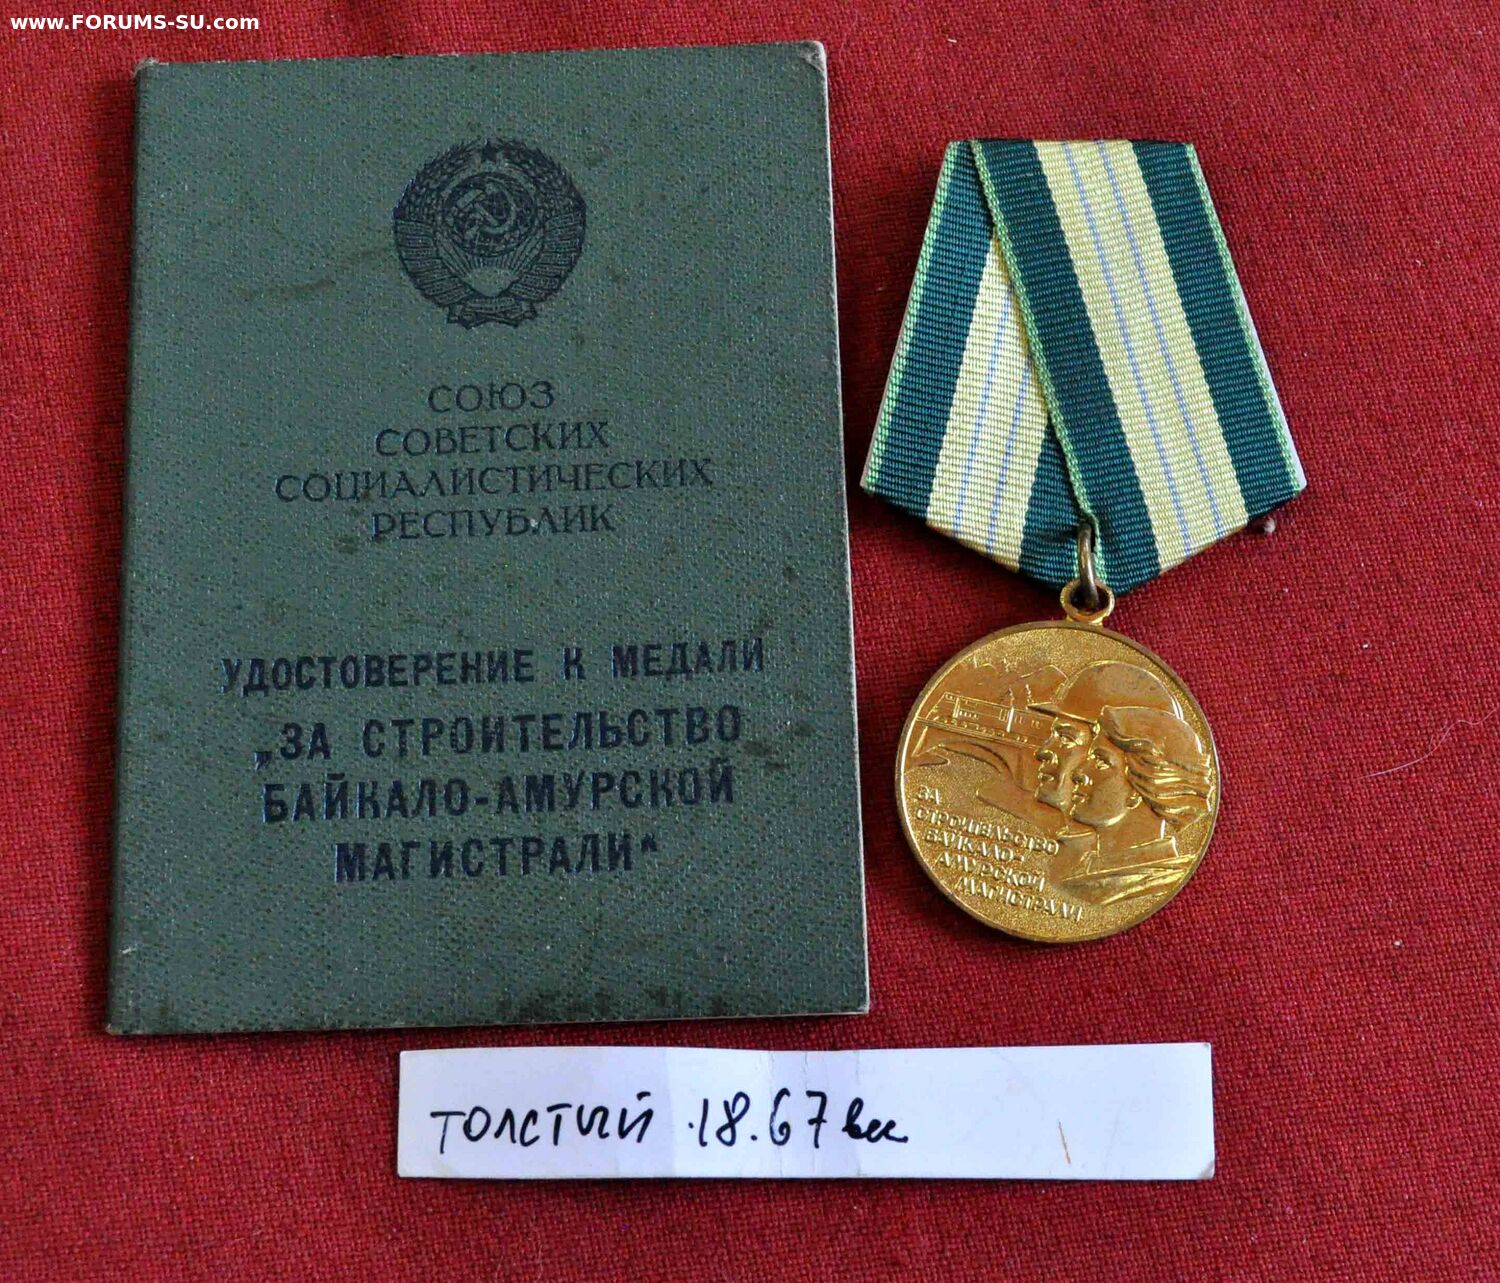 www.FORUMS-SU.com
СОЮЗ
СОВЕТСКИХ
СОЦИАЛИСТИЧЕСКИХ
РЕСПУБЛИК
УДОСТОВЕРЕНИЕ К МЕДАЛИ
„ЗА СТРОИТЕЛЬСТВО
БАЙКАЛО-АМУРСКОЙ
МАГИСТРАЛИ“
ЗА
СТРОИТЕЛЬСТВО
БАЙКАЛО-
АМУРСКОЙ
МАГИСТРАЛИ
ТОЛСТЫЙ .18.67